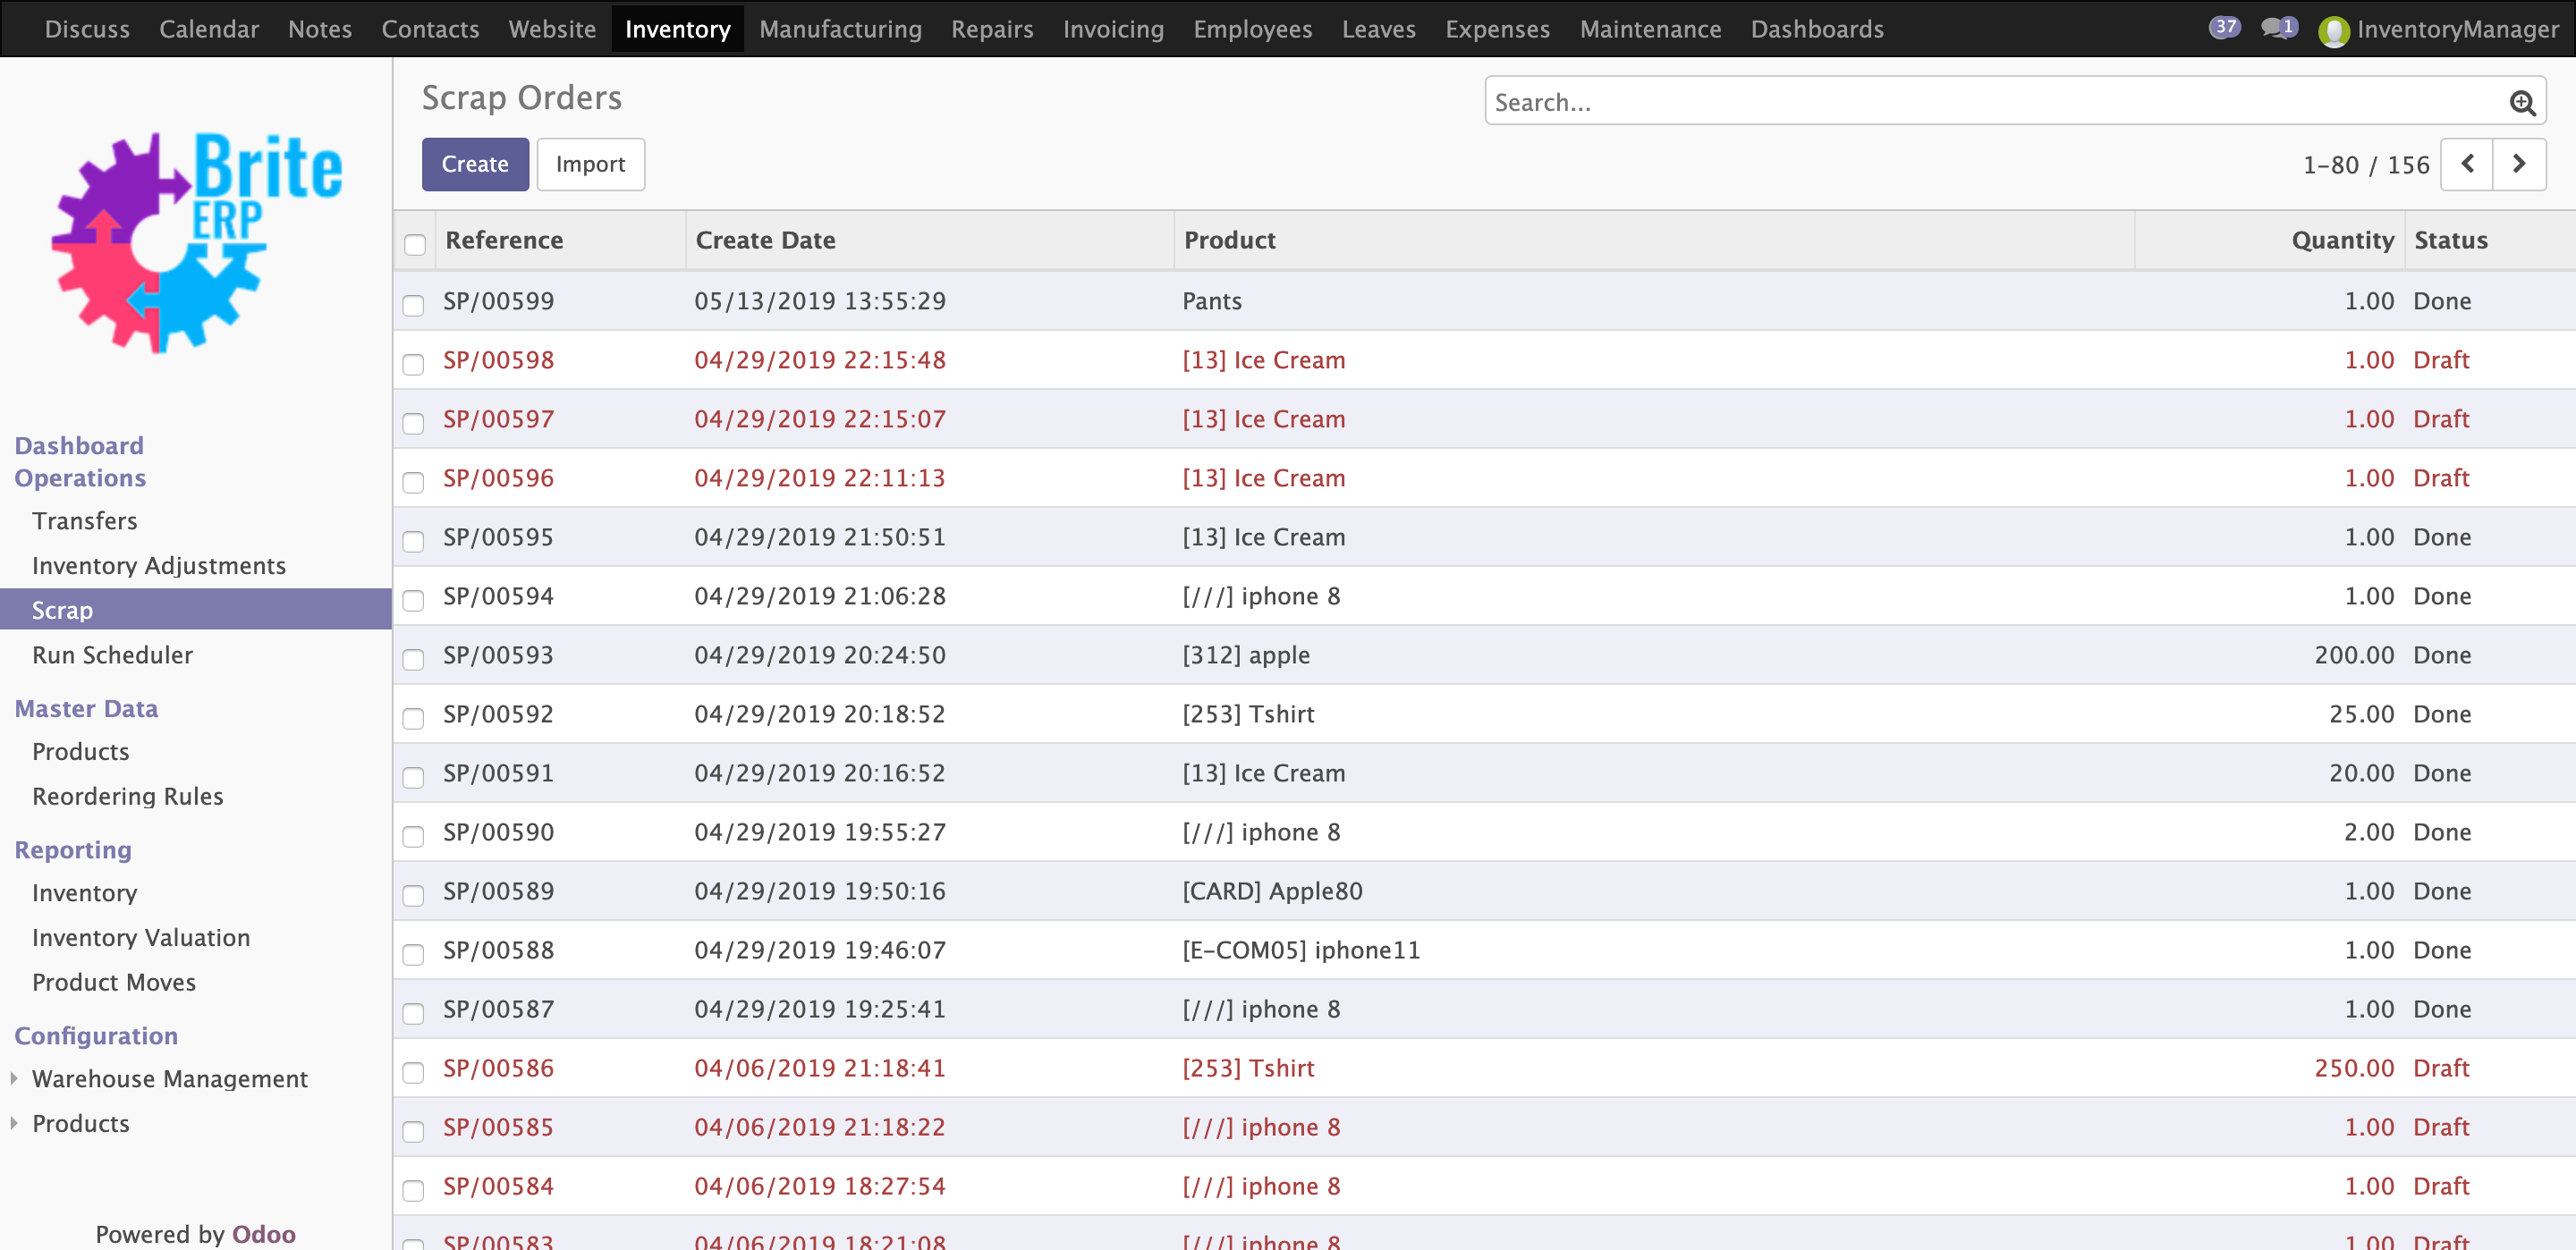 Discuss Calendar Notes Contacts Website Inventory Manufacturing Repairs Invoicing Employees Leaves Expenses Maintenance Dashboards 37 1 InventoryManager
Brite
ERP
Dashboard
Operations
Transfers
Inventory Adjustments
Scrap
Run Scheduler
Master Data
Products
Reordering Rules
Reporting
Inventory
Inventory Valuation
Product Moves
Configuration
Warehouse Management
Products
Powered by Odoo
Scrap Orders
Search...
Create Import
1-80 / 156
Reference Create Date Product Quantity Status
SP/00599 05/13/2019 13:55:29 Pants 1.00 Done
SP/00598 04/29/2019 22:15:48 [13] Ice Cream 1.00 Draft
SP/00597 04/29/2019 22:15:07 [13] Ice Cream 1.00 Draft
SP/00596 04/29/2019 22:11:13 [13] Ice Cream 1.00 Draft
SP/00595 04/29/2019 21:50:51 [13] Ice Cream 1.00 Done
SP/00594 04/29/2019 21:06:28 [///] iphone 8 1.00 Done
SP/00593 04/29/2019 20:24:50 [312] apple 200.00 Done
SP/00592 04/29/2019 20:18:52 [253] Tshirt 25.00 Done
SP/00591 04/29/2019 20:16:52 [13] Ice Cream 20.00 Done
SP/00590 04/29/2019 19:55:27 [///] iphone 8 2.00 Done
SP/00589 04/29/2019 19:50:16 [CARD] Apple80 1.00 Done
SP/00588 04/29/2019 19:46:07 [E-COM05] iphone11 1.00 Done
SP/00587 04/29/2019 19:25:41 [///] iphone 8 1.00 Done
SP/00586 04/06/2019 21:18:41 [253] Tshirt 250.00 Draft
SP/00585 04/06/2019 21:18:22 [///] iphone 8 1.00 Draft
SP/00584 04/06/2019 18:27:54 [///] iphone 8 1.00 Draft
SP/00583 04/06/2019 18:21:08 [///] iphone 8 1.00 Draft